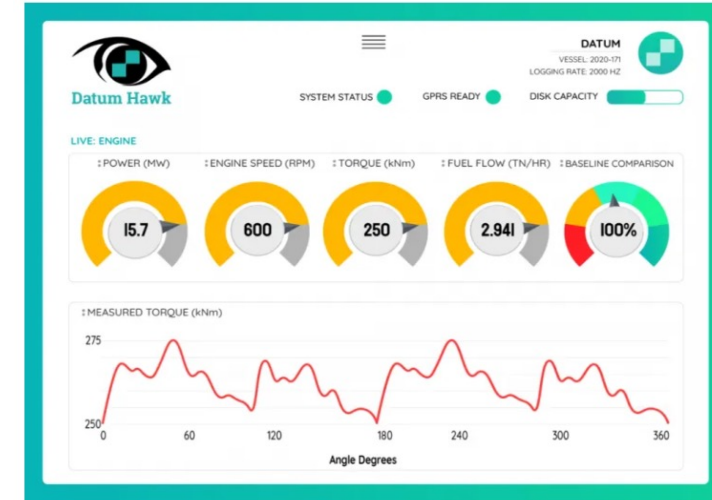 DATUM
VESSEL: 2020-171
LOGGING RATE: 2000 HZ
Datum Hawk
SYSTEM STATUS
GPRS READY
DISK CAPACITY
LIVE: ENGINE
POWER (MW)
ENGINE SPEED (RPM)
TORQUE (kNm)
FUEL FLOW (TN/HR)
BASELINE COMPARISON
15.7
600
250
2.941
100%
MEASURED TORQUE (kNm)
275
250
0
60
120
180
240
300
360
Angle Degrees